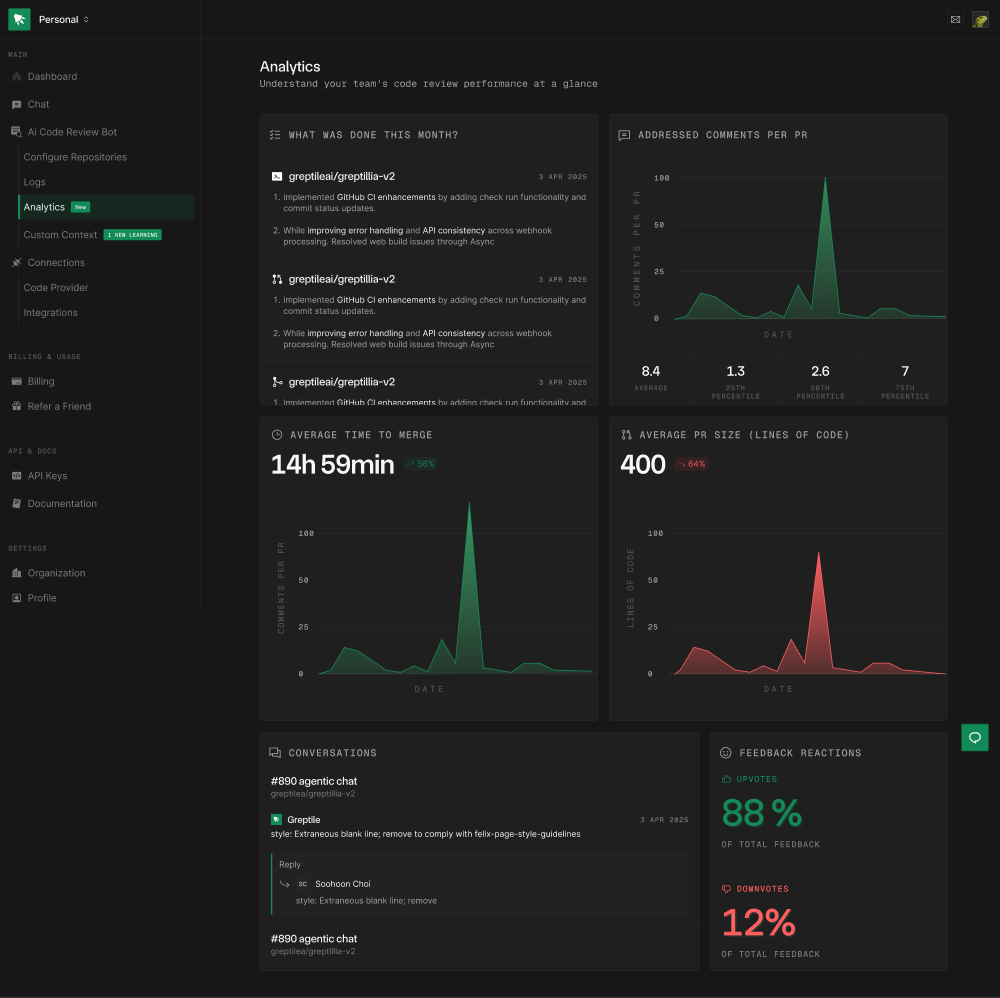 Personal
MAIN
Dashboard
Chat
Ai Code Review Bot
Configure Repositories
Logs
Analytics New
Custom Context 1 NEW LEARNING
Connections
Code Provider
Integrations
BILLING & USAGE
Billing
Refer a Friend
API & DOCS
API Keys
Documentation
SETTINGS
Organization
Profile
Analytics
Understand your team's code review performance at a glance
WHAT WAS DONE THIS MONTH?
greptileai/greptillia-v2 3 APR 2025
1. Implemented GitHub CI enhancements by adding check run functionality and
commit status updates.
2. While improving error handling and API consistency across webhook
processing. Resolved web build issues through Async
greptileai/greptillia-v2 3 APR 2025
1. Implemented GitHub CI enhancements by adding check run functionality and
commit status updates.
2. While improving error handling and API consistency across webhook
processing. Resolved web build issues through Async
greptileai/greptillia-v2 3 APR 2025
1. Implemented GitHub CI enhancements by adding check run functionality and
ADDRESSED COMMENTS PER PR
COMMENTS PER PR
100
50
25
0
DATE
8.4
AVERAGE
1.3
25TH
PERCENTILE
2.6
50TH
PERCENTILE
7
75TH
PERCENTILE
AVERAGE TIME TO MERGE
14h 59min 56%
COMMENTS PER PR
100
50
25
0
DATE
AVERAGE PR SIZE (LINES OF CODE)
400 64%
LINES OF CODE
100
50
25
0
DATE
CONVERSATIONS
#890 agentic chat
greptilea/greptillia-v2
Greptile 3 APR 2025
style: Extraneous blank line; remove to comply with felix-page-style-guidelines
Reply
SC Soohoon Choi
style: Extraneous blank line; remove
#890 agentic chat
greptilea/greptillia-v2
FEEDBACK REACTIONS
UPVOTES
88 %
OF TOTAL FEEDBACK
DOWNVOTES
12%
OF TOTAL FEEDBACK